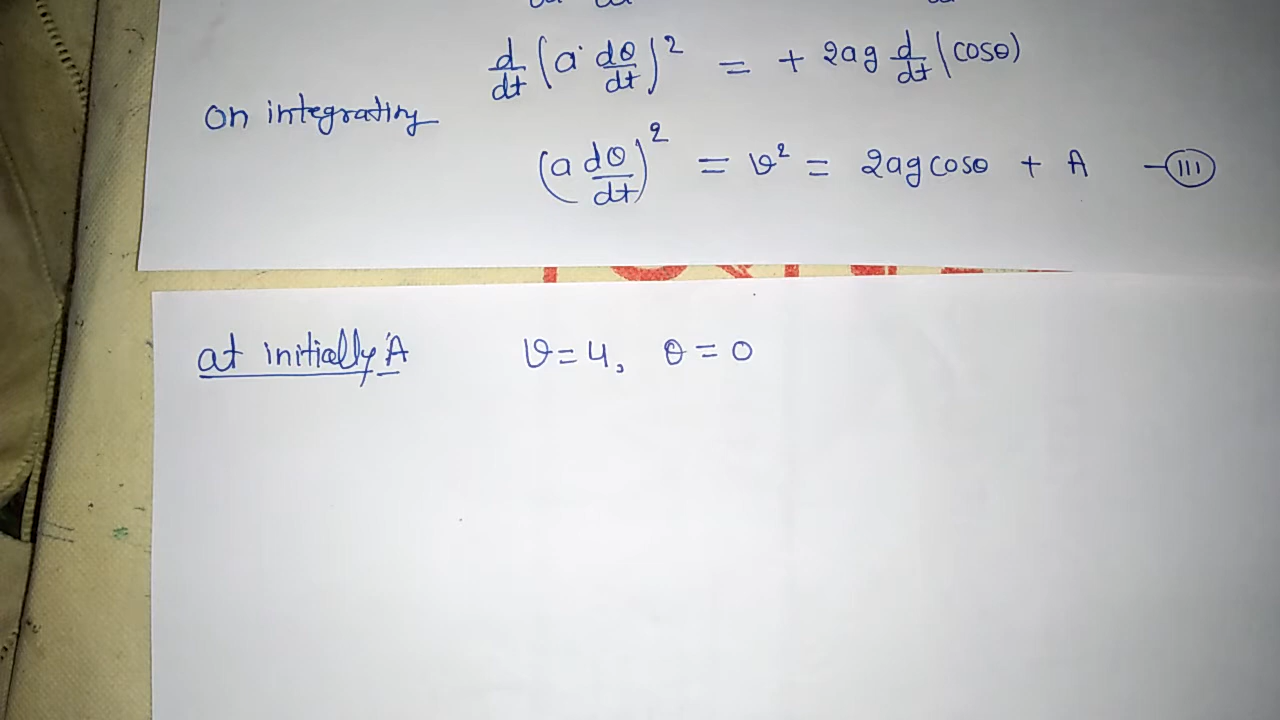 d/dt (a dθ/dt)² = + 2ag d/dt (cosθ)
on integrating
(a dθ/dt)² = v² = 2ag cosθ + A —(III)
at initially A v=4, θ=0